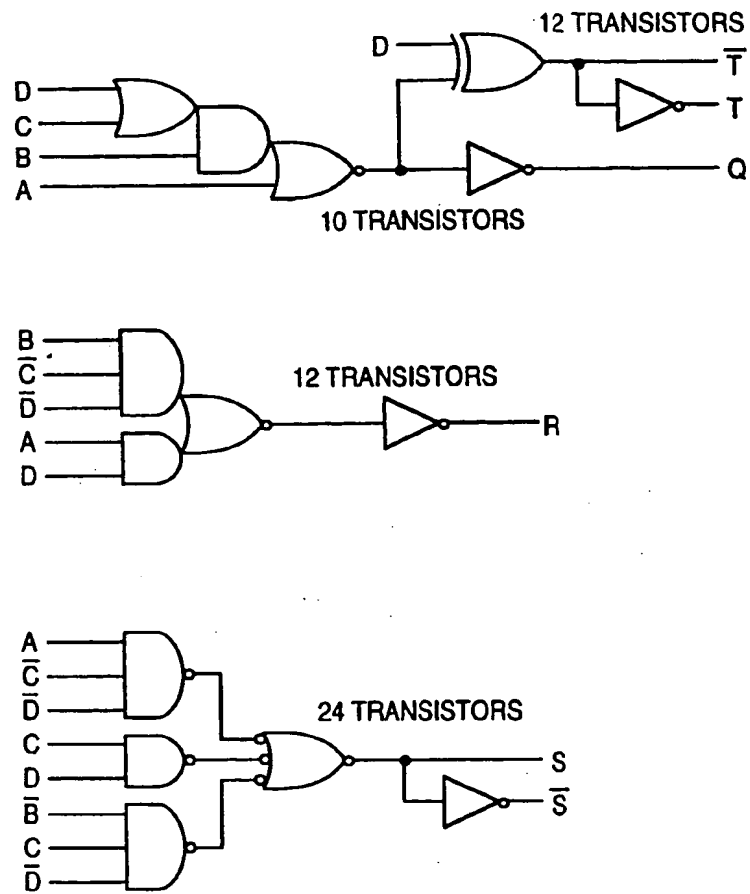 12 TRANSISTORS
D
T̅
D
C
T
B
Q
A
10 TRANSISTORS
B
C̅
12 TRANSISTORS
D̅
R
A
D
A
C̅
D̅
24 TRANSISTORS
C
S
D
S̅
B̅
C
D̅